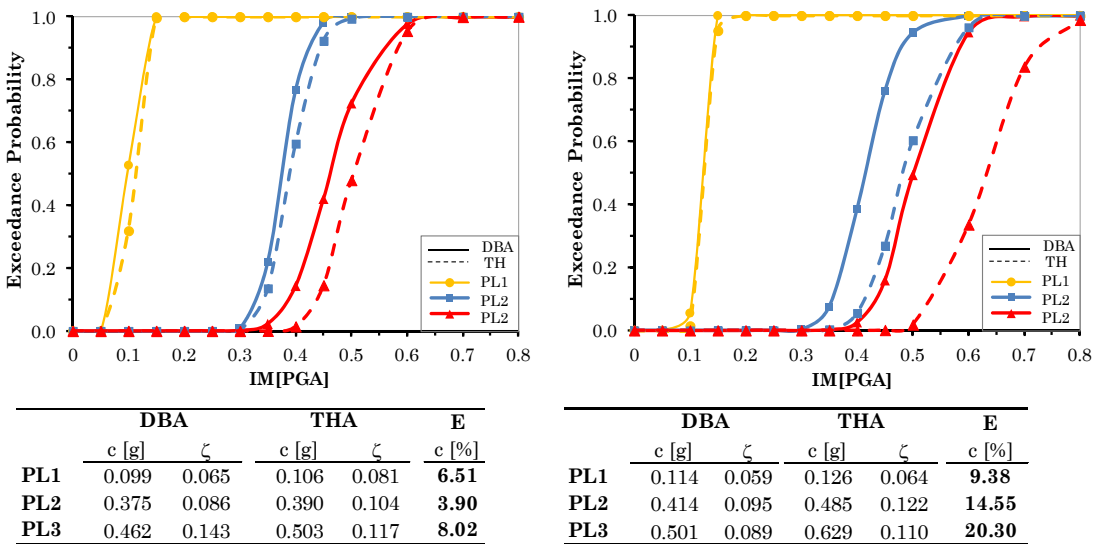 Exceedance Probability
1.0
0.8
0.6
0.4
0.2
0.0
0 0.1 0.2 0.3 0.4 0.5 0.6 0.7 0.8
IM[PGA]
DBA
TH
PL1
PL2
PL2
Exceedance Probability
1.0
0.8
0.6
0.4
0.2
0.0
0 0.1 0.2 0.3 0.4 0.5 0.6 0.7 0.8
IM[PGA]
DBA
TH
PL1
PL2
PL2
DBA THA E
c [g] ζ c [g] ζ c [%]
PL1 0.099 0.065 0.106 0.081 6.51
PL2 0.375 0.086 0.390 0.104 3.90
PL3 0.462 0.143 0.503 0.117 8.02
DBA THA E
c [g] ζ c [g] ζ c [%]
PL1 0.114 0.059 0.126 0.064 9.38
PL2 0.414 0.095 0.485 0.122 14.55
PL3 0.501 0.089 0.629 0.110 20.30